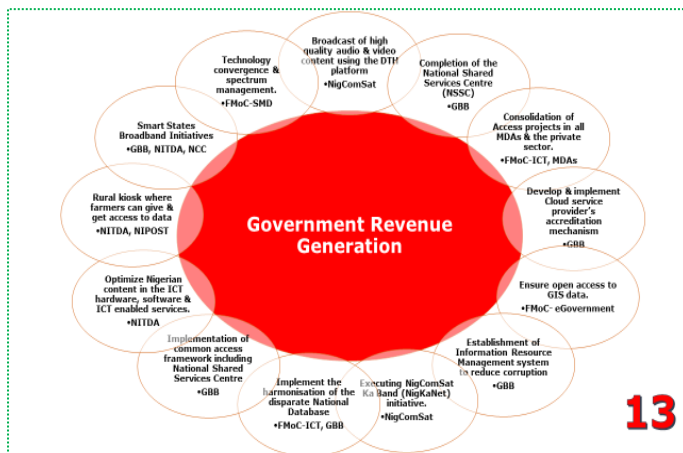 Broadcast of high
quality audio & video
content using the DTH
platform
•NigComSat
Completion of the
National Shared
Services Centre
(NSSC)
•GBB
Consolidation of
Access projects in all
MDAs & the private
sector.
•FMoC-ICT, MDAs
Develop & implement
Cloud service
provider's
accreditation
mechanism
•GBB
Ensure open access to
GIS data.
•FMoC- eGovernment
Establishment of
Information Resource
Management system
to reduce corruption
•GBB
Executing NigComSat
Ka Band (NigKaNet)
initiative.
•NigComSat
Implement the
harmonisation of the
disparate National
Database
•FMoC-ICT, GBB
Implementation of
common access
framework including
National Shared
Services Centre
•GBB
Optimize Nigerian
content in the ICT
hardware, software &
ICT enabled services.
•NITDA
Rural kiosk where
farmers can give &
get access to data
•NITDA, NIPOST
Smart States
Broadband Initiatives
•GBB, NITDA, NCC
Technology
convergence &
spectrum
management.
•FMoC-SMD
Government Revenue
Generation
13